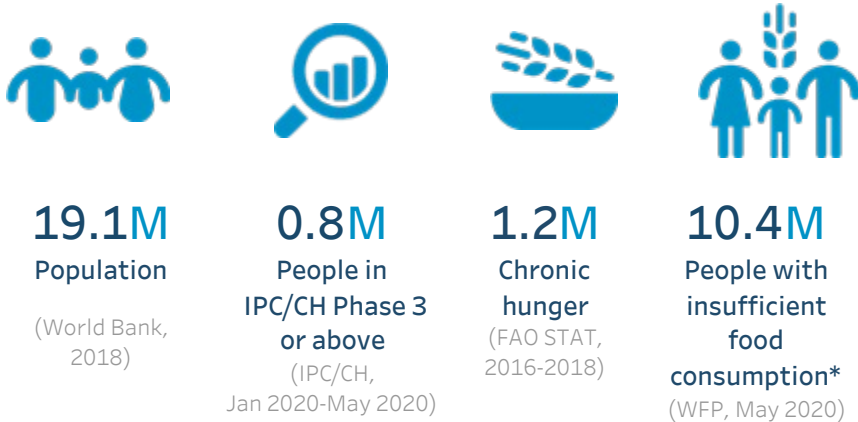 19.1M
Population
(World Bank,
2018)
0.8M
People in
IPC/CH Phase 3
or above
(IPC/CH,
Jan 2020-May 2020)
1.2M
Chronic
hunger
(FAO STAT,
2016-2018)
10.4M
People with
insufficient
food
consumption*
(WFP, May 2020)